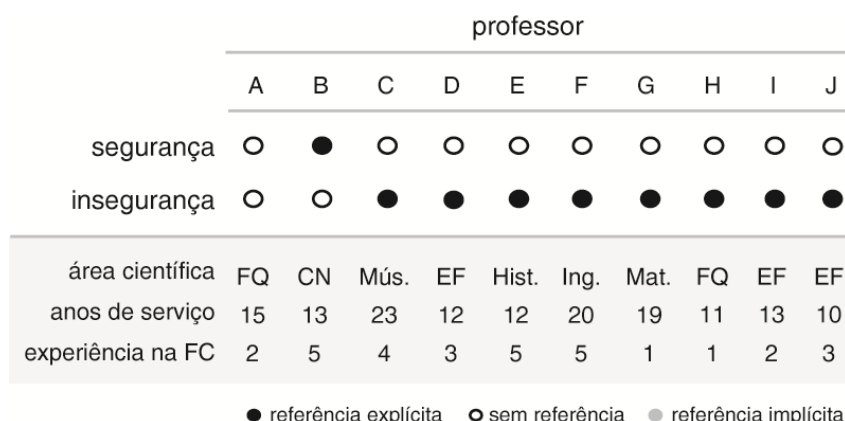 professor
A B C D E F G H I J
segurança
insegurança
área científica FQ CN Mús. EF Hist. Ing. Mat. FQ EF EF
anos de serviço 15 13 23 12 12 20 19 11 13 10
experiência na FC 2 5 4 3 5 5 1 1 2 3
referência explícita sem referência referência implícita